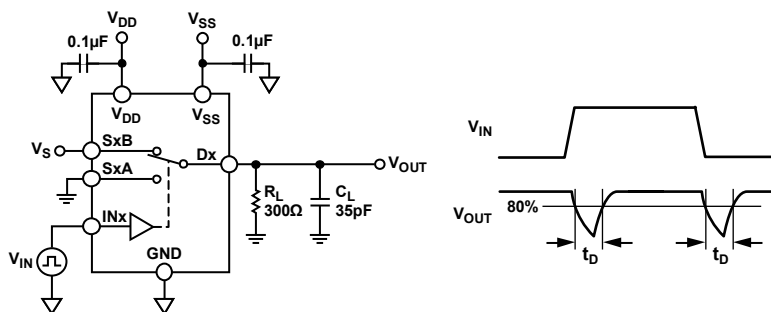 VDD VSS
0.1µF 0.1µF
VDD VSS
VS SxB Dx VOUT
SxA
RL
300Ω
CL
35pF
INx
VIN
GND
VIN
VOUT 80%
tD tD